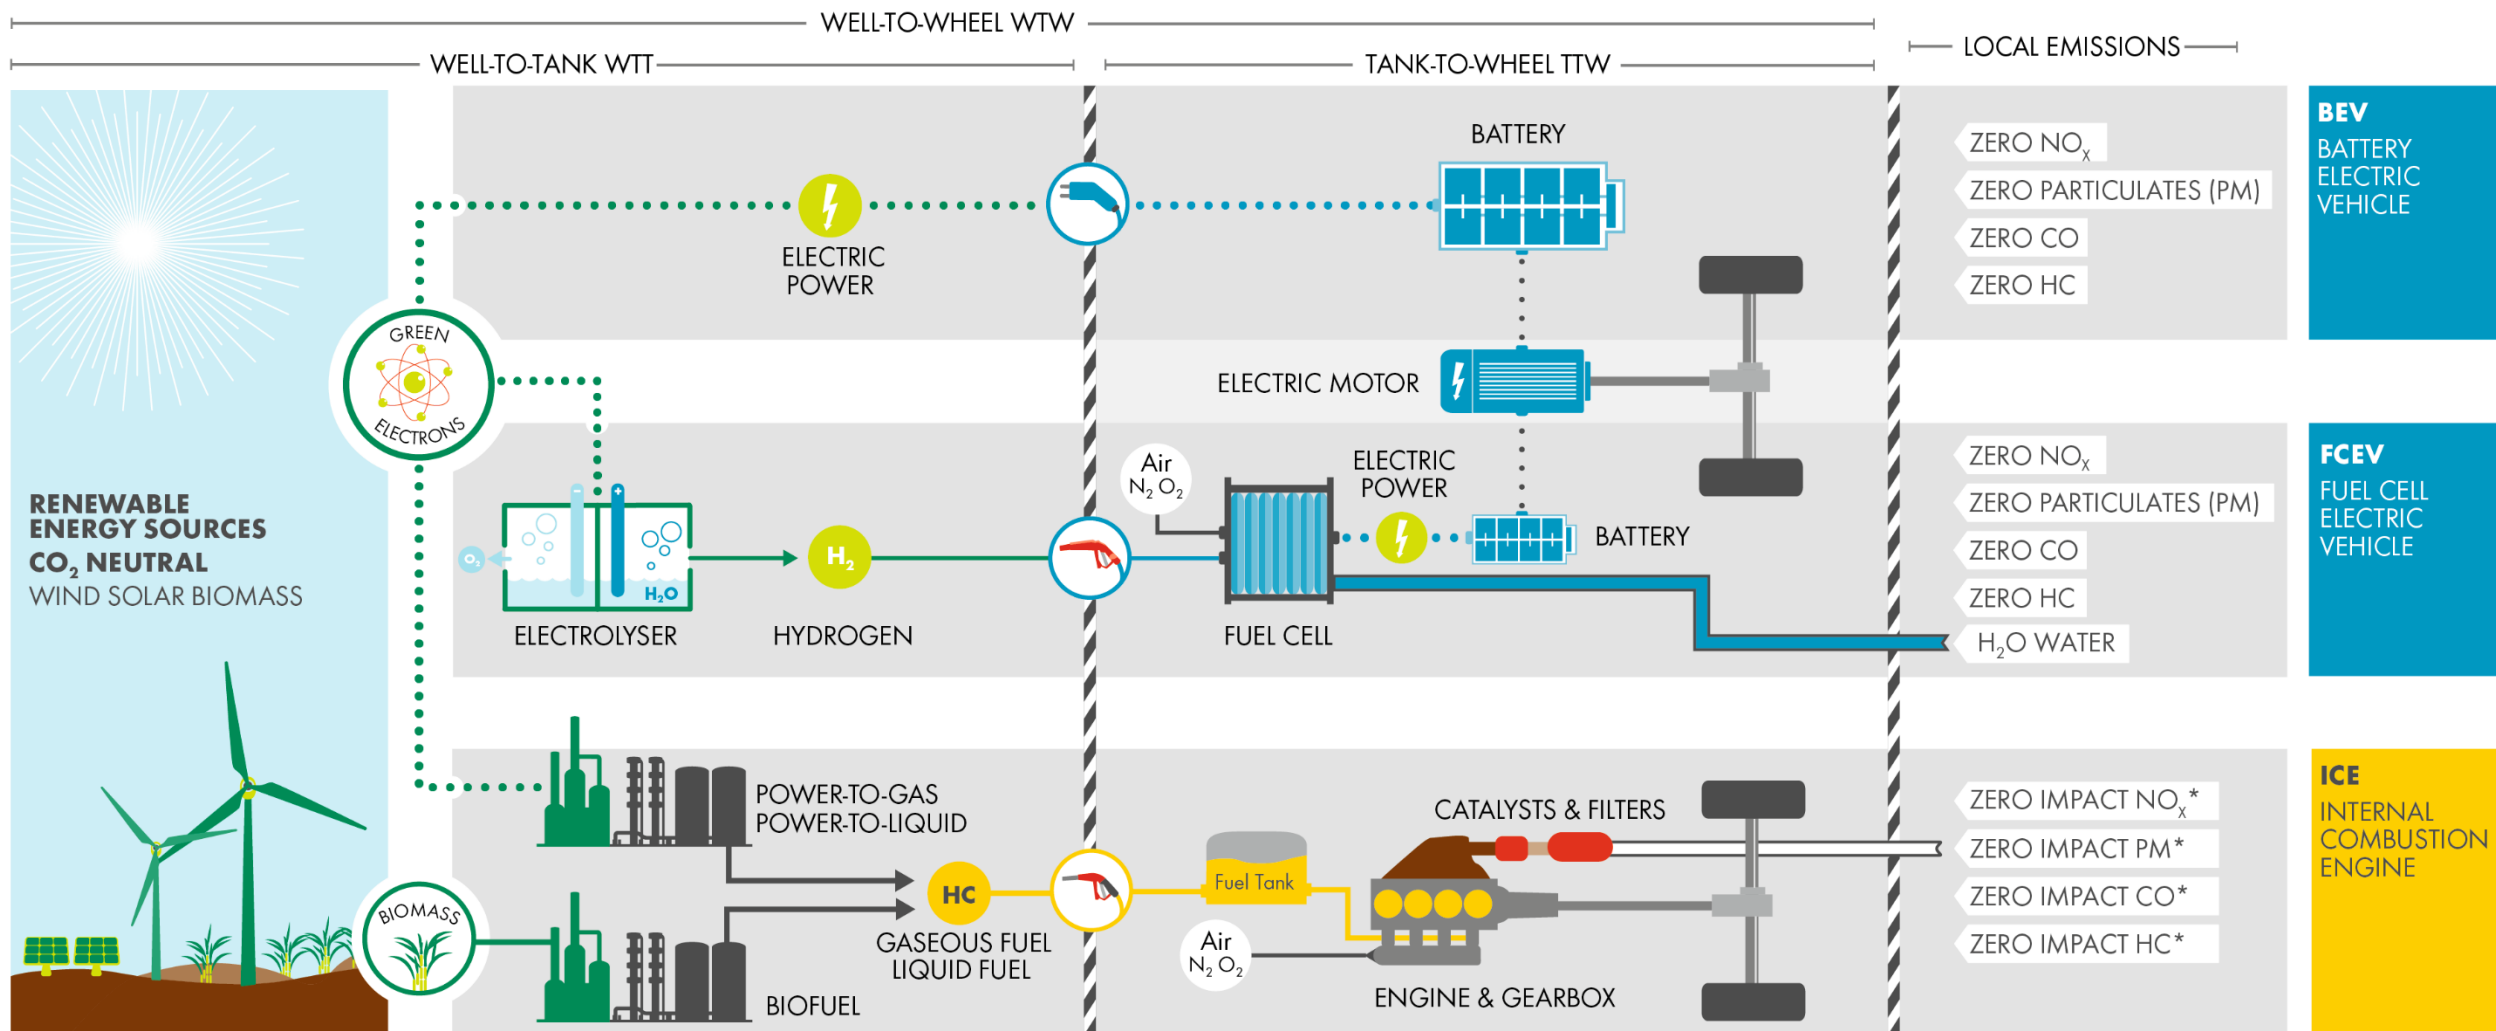 WELL-TO-WHEEL WTW
WELL-TO-TANK WTT
TANK-TO-WHEEL TTW
LOCAL EMISSIONS
RENEWABLE
ENERGY SOURCES
CO₂ NEUTRAL
WIND SOLAR BIOMASS
GREEN
ELECTRONS
BIOMASS
ELECTRIC
POWER
BATTERY
ZERO NOₓ
ZERO PARTICULATES (PM)
ZERO CO
ZERO HC
BEV
BATTERY
ELECTRIC
VEHICLE
ELECTRIC MOTOR
O₂
− +
H₂O
ELECTROLYSER
H₂
HYDROGEN
Air
N₂ O₂
FUEL CELL
ELECTRIC
POWER
BATTERY
ZERO NOₓ
ZERO PARTICULATES (PM)
ZERO CO
ZERO HC
H₂O WATER
FCEV
FUEL CELL
ELECTRIC
VEHICLE
POWER-TO-GAS
POWER-TO-LIQUID
BIOFUEL
HC
GASEOUS FUEL
LIQUID FUEL
Fuel Tank
Air
N₂ O₂
CATALYSTS & FILTERS
ENGINE & GEARBOX
ZERO IMPACT NOₓ*
ZERO IMPACT PM*
ZERO IMPACT CO*
ZERO IMPACT HC*
ICE
INTERNAL
COMBUSTION
ENGINE